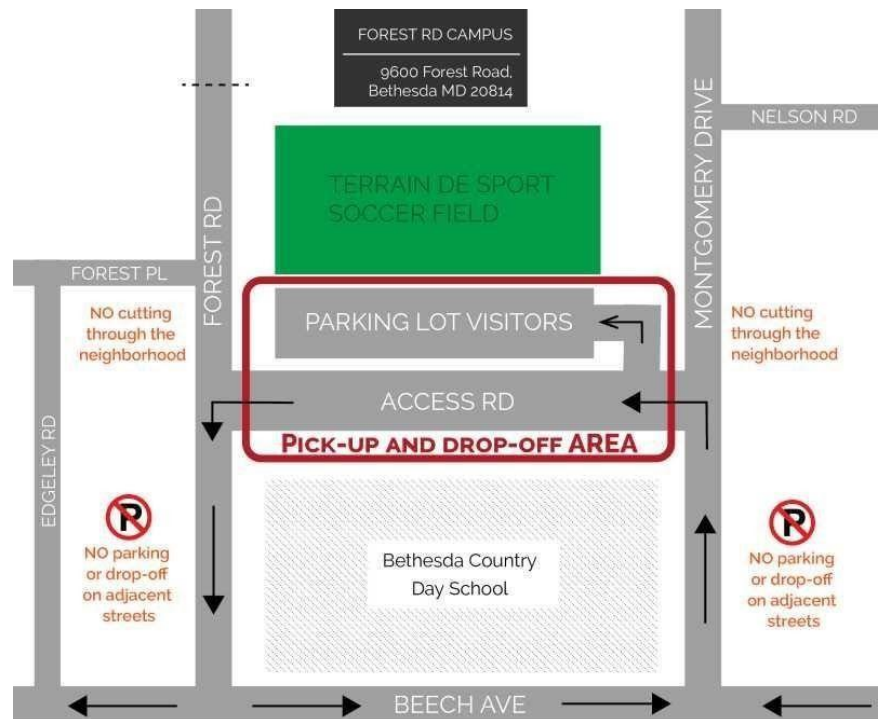 FOREST RD CAMPUS
9600 Forest Road,
Bethesda MD 20814
NELSON RD
MONTGOMERY DRIVE
TERRAIN DE SPORT
SOCCER FIELD
FOREST RD
FOREST PL
NO cutting
through the
neighborhood
PARKING LOT VISITORS
NO cutting
through the
neighborhood
ACCESS RD
PICK-UP AND DROP-OFF AREA
EDGELEY RD
P
NO parking
or drop-off
on adjacent
streets
Bethesda Country
Day School
P
NO parking
or drop-off
on adjacent
streets
BEECH AVE